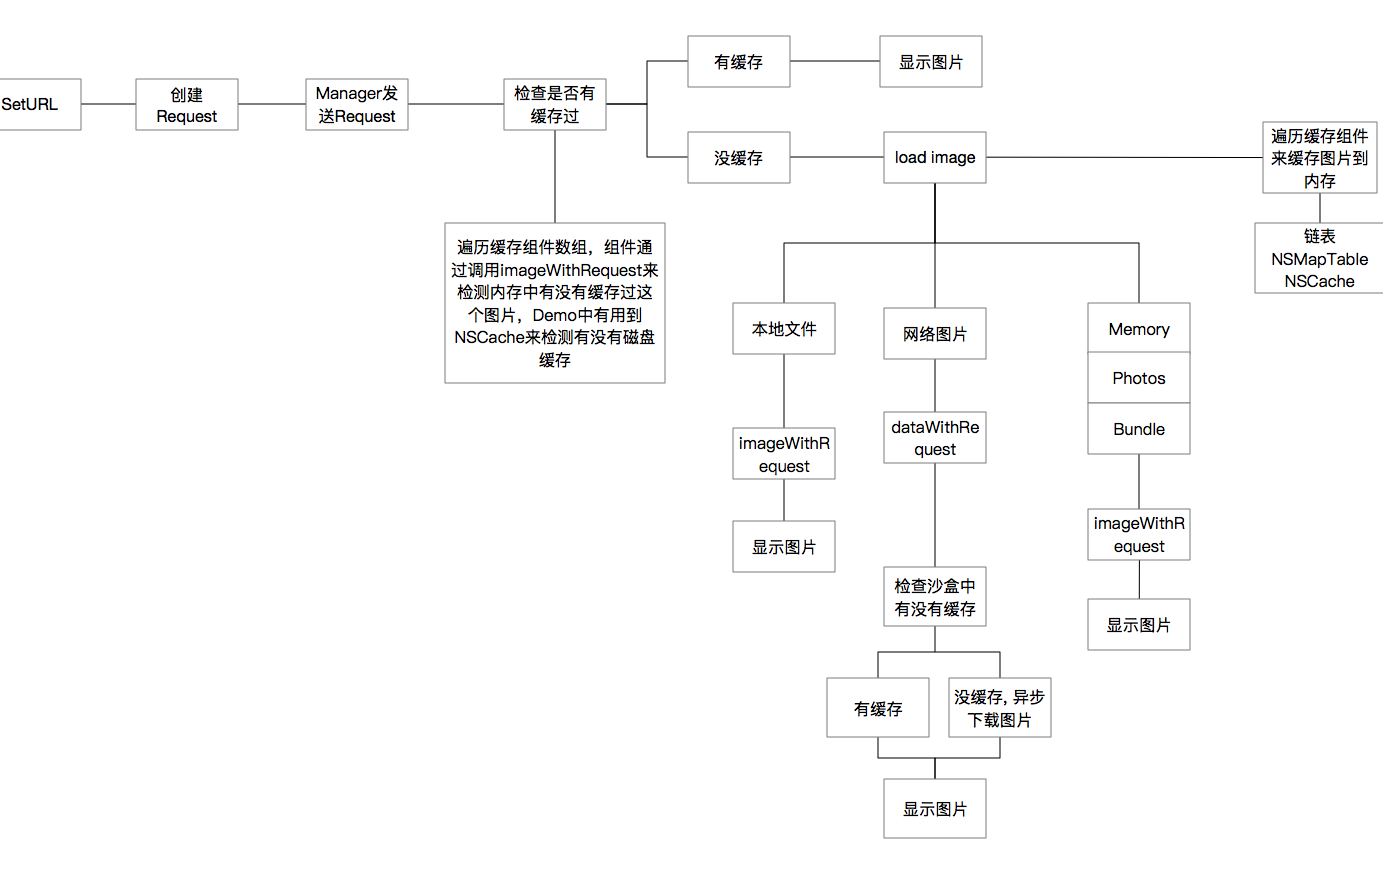 SetURL
创建
Request
Manager发
送Request
检查是否有
缓存过
有缓存
显示图片
没缓存
load image
遍历缓存组件
来缓存图片到
内存
链表
NSMapTable
NSCache
遍历缓存组件数组，组件通
过调用imageWithRequest来
检测内存中有没有缓存过这
个图片，Demo中有用到
NSCache来检测有没有磁盘
缓存
本地文件
imageWithR
equest
显示图片
网络图片
dataWithRe
quest
检查沙盒中
有没有缓存
有缓存
没缓存, 异步
下载图片
显示图片
Memory
Photos
Bundle
imageWithR
equest
显示图片